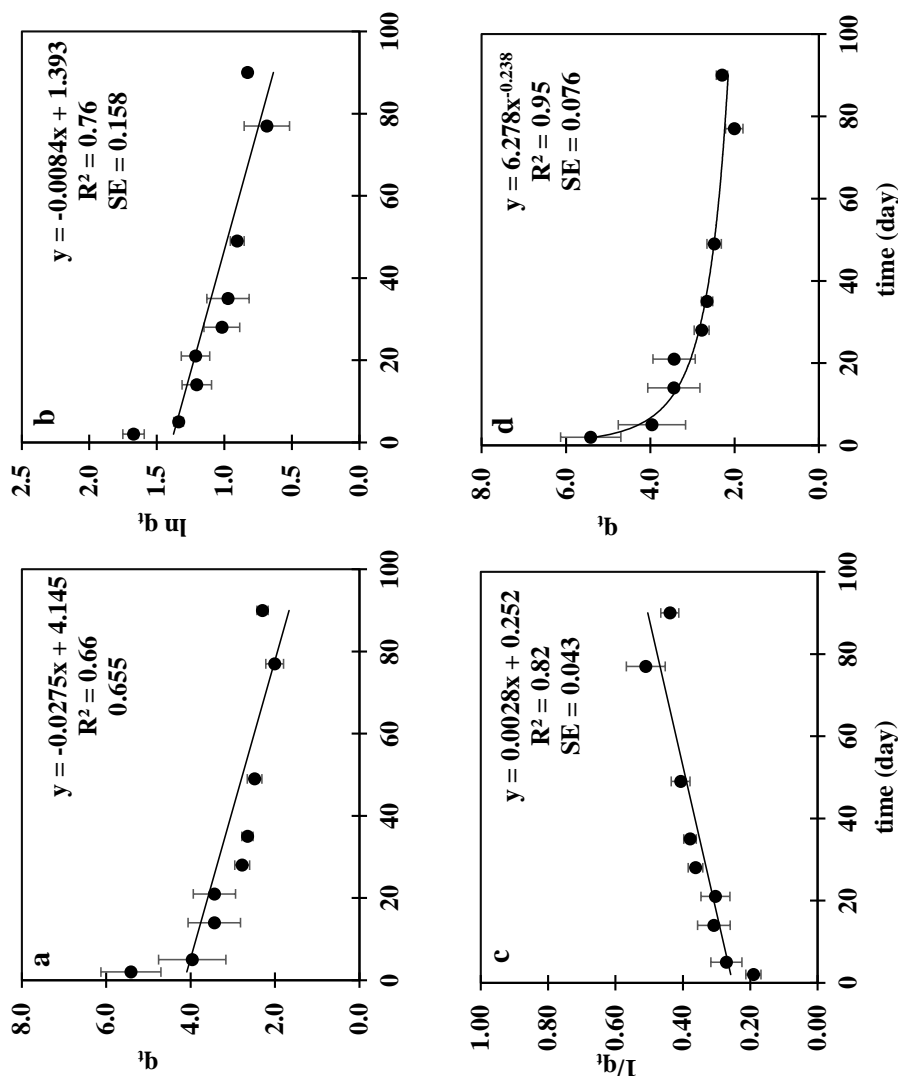 a
y = -0.0275x + 4.145
R² = 0.66
0.655
8.0
6.0
4.0
2.0
0.0
qt
0 20 40 60 80 100
b
y = -0.0084x + 1.393
R² = 0.76
SE = 0.158
2.5
2.0
1.5
1.0
0.5
ln qt
0 20 40 60 80 100
c
y = 0.0028x + 0.252
R² = 0.82
SE = 0.043
1.00
0.80
0.60
0.40
0.20
0.00
1/qt
0 20 40 60 80 100
time (day)
d
y = 6.278x^-0.238
R² = 0.95
SE = 0.076
8.0
6.0
4.0
2.0
0.0
qt
0 20 40 60 80 100
time (day)